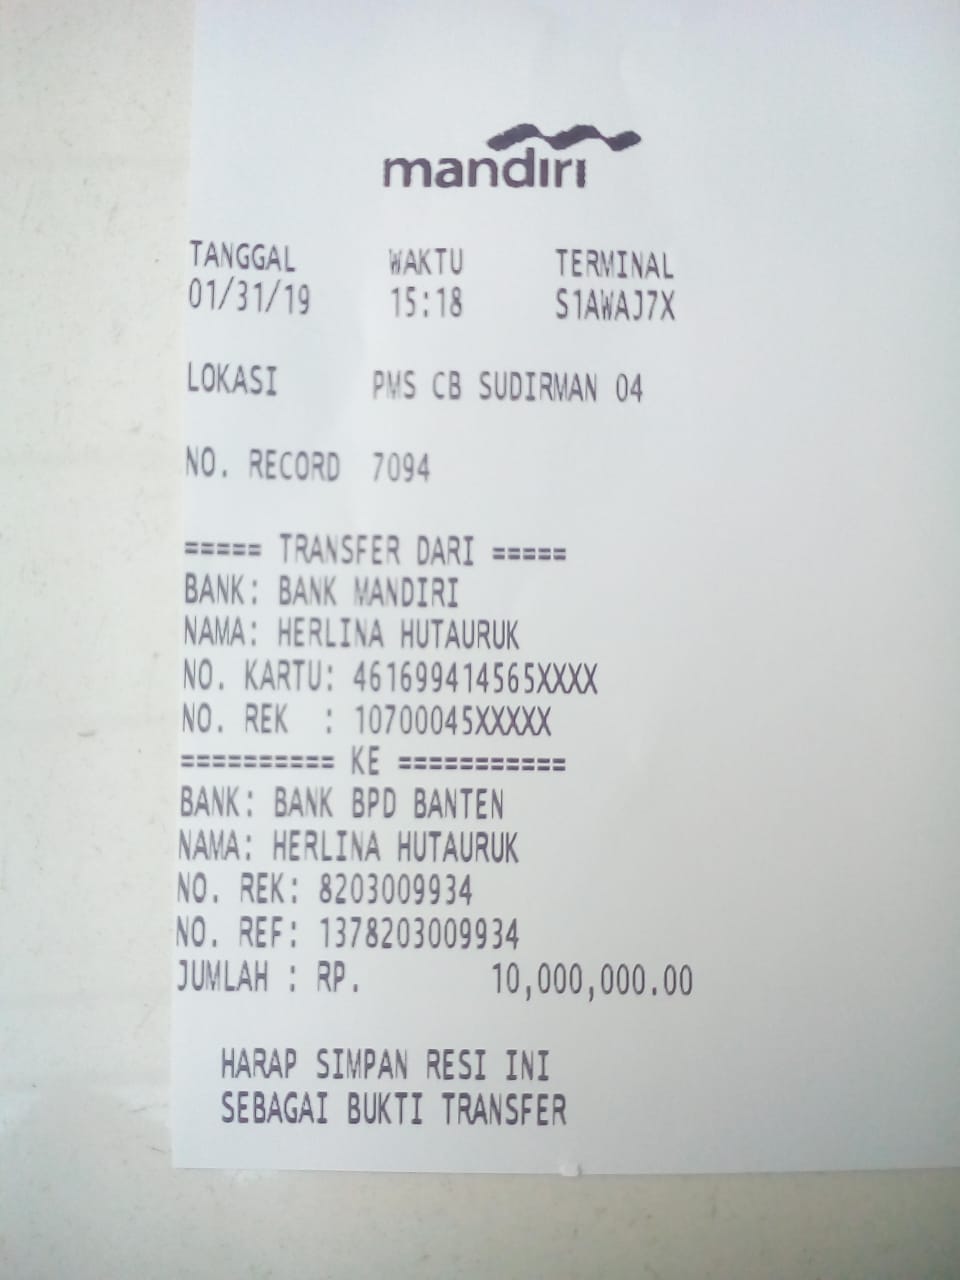 mandiri
TANGGAL WAKTU TERMINAL
01/31/19 15:18 S1AWAJ7X
LOKASI PMS CB SUDIRMAN 04
NO. RECORD 7094
===== TRANSFER DARI =====
BANK: BANK MANDIRI
NAMA: HERLINA HUTAURUK
NO. KARTU: 461699414565XXXX
NO. REK : 10700045XXXXX
========== KE ===========
BANK: BANK BPD BANTEN
NAMA: HERLINA HUTAURUK
NO. REK: 8203009934
NO. REF: 1378203009934
JUMLAH : RP. 10,000,000.00
HARAP SIMPAN RESI INI
SEBAGAI BUKTI TRANSFER